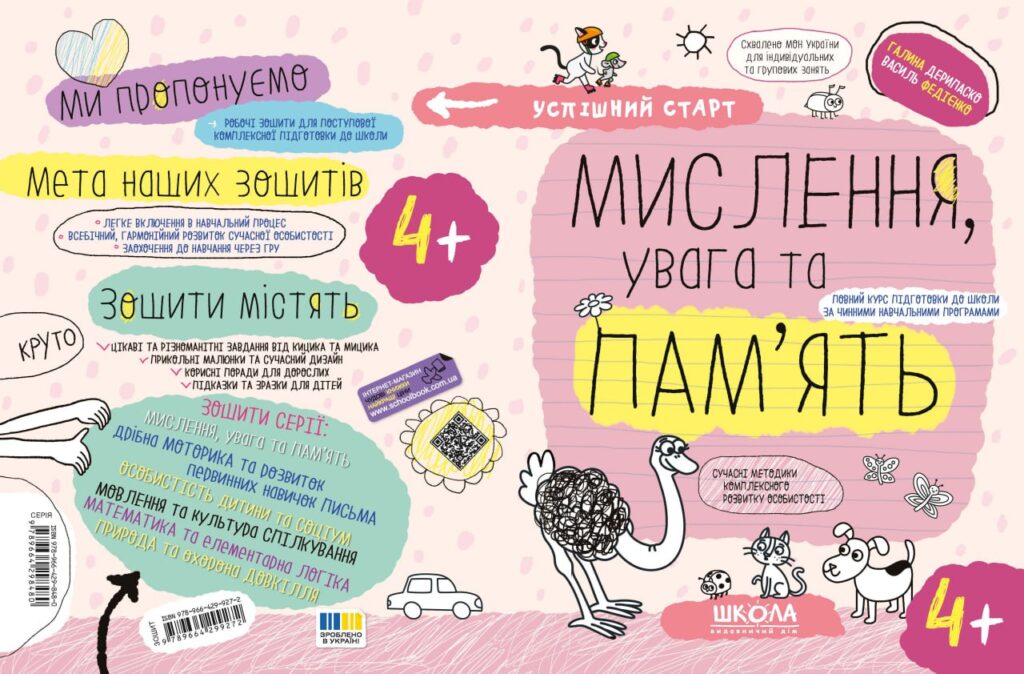 Ми пропонуємо
→ робочі зошити для поступової
комплексної підготовки до школи
Мета наших зошитів
легке включення в навчальний процес
всебічний, гармонійний розвиток сучасної особистості
заохочення до навчання через гру
4+
Зошити містять
цікаві та різноманітні завдання від Кицика та Мицика
прикольні малюнки та сучасний дизайн
корисні поради для дорослих
підказки та зразки для дітей
КРУТО
ІНТЕРНЕТ-МАГАЗИН
www.schoolbook.com.ua
Зошити серії:
Мислення, увага та пам'ять
Дрібна моторика та розвиток
первинних навичок письма
Особистість дитини та соціум
Мовлення та культура спілкування
Математика та елементарна логіка
Природа та охорона довкілля
СЕРІЯ
ЗОШИТ
ISBN 978-966-429-927-2
9 789664 299272
ЗРОБЛЕНО
В УКРАЇНІ
УСПІШНИЙ СТАРТ
Схвалено МОН України
для індивідуальних
та групових занять
ГАЛИНА ДЕРИПАСКО
ВАСИЛЬ ФЕДІЄНКО
МИСЛЕННЯ,
увага та
Повний курс підготовки до школи
за чинними навчальними програмами
ПАМ'ЯТЬ
Сучасні методики
комплексного
розвитку особистості
ШКОЛА
видавничий дім
4+